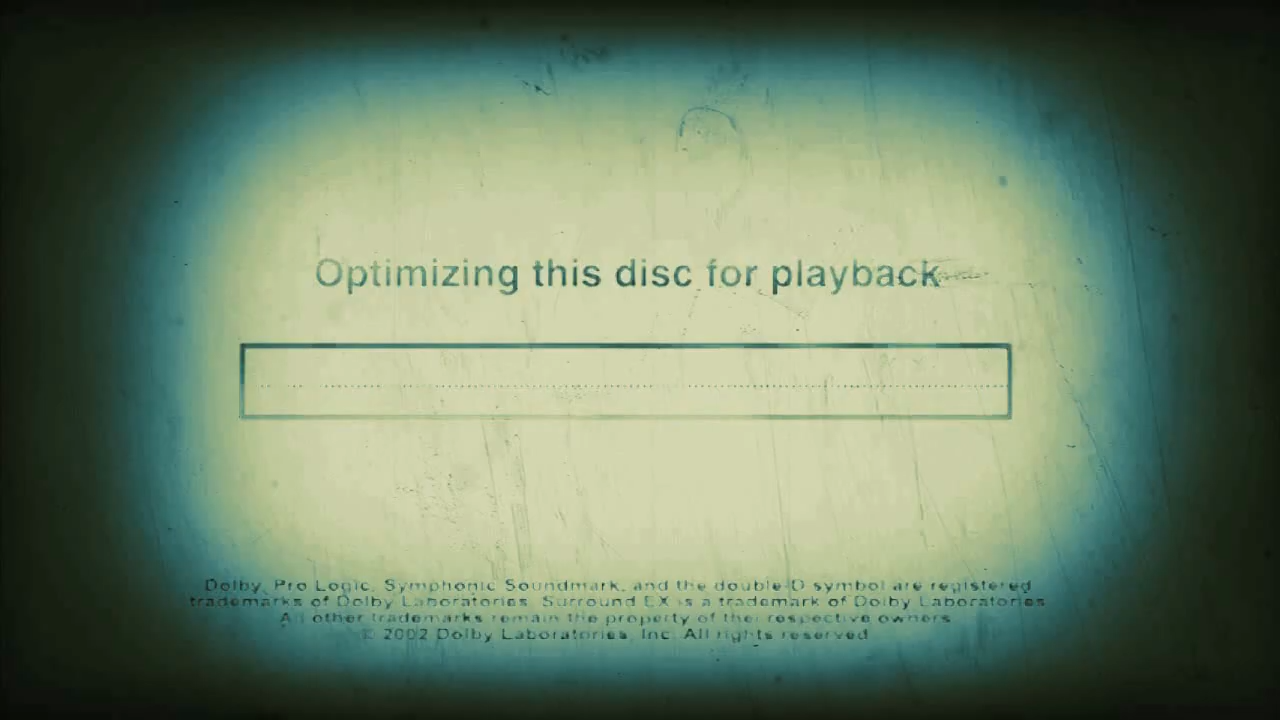 Optimizing this disc for playback
Dolby, Pro Logic, Symphonic Soundmark, and the double-D symbol are registered
trademarks of Dolby Laboratories. Surround EX is a trademark of Dolby Laboratories.
All other trademarks remain the property of their respective owners.
© 2002 Dolby Laboratories, Inc. All rights reserved.